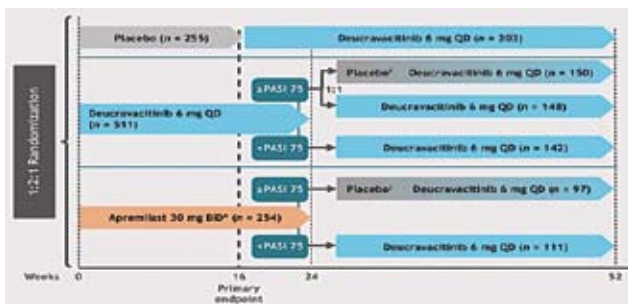 1:2:1 Randomization
Placebo (n = 255)
Deucravacitinib 6 mg QD (n = 203)
≥PASI 75
1:1
Placebo Deucravacitinib 6 mg QD (n = 150)
Deucravacitinib 6 mg QD (n = 148)
Deucravacitinib 6 mg QD
(n = 511)
<PASI 75
Deucravacitinib 6 mg QD (n = 142)
≥PASI 75
Placebo Deucravacitinib 6 mg QD (n = 97)
Apremilast 30 mg BID* (n = 254)
<PASI 75
Deucravacitinib 6 mg QD (n = 111)
Weeks 0 16 24 52
Primary
endpoint